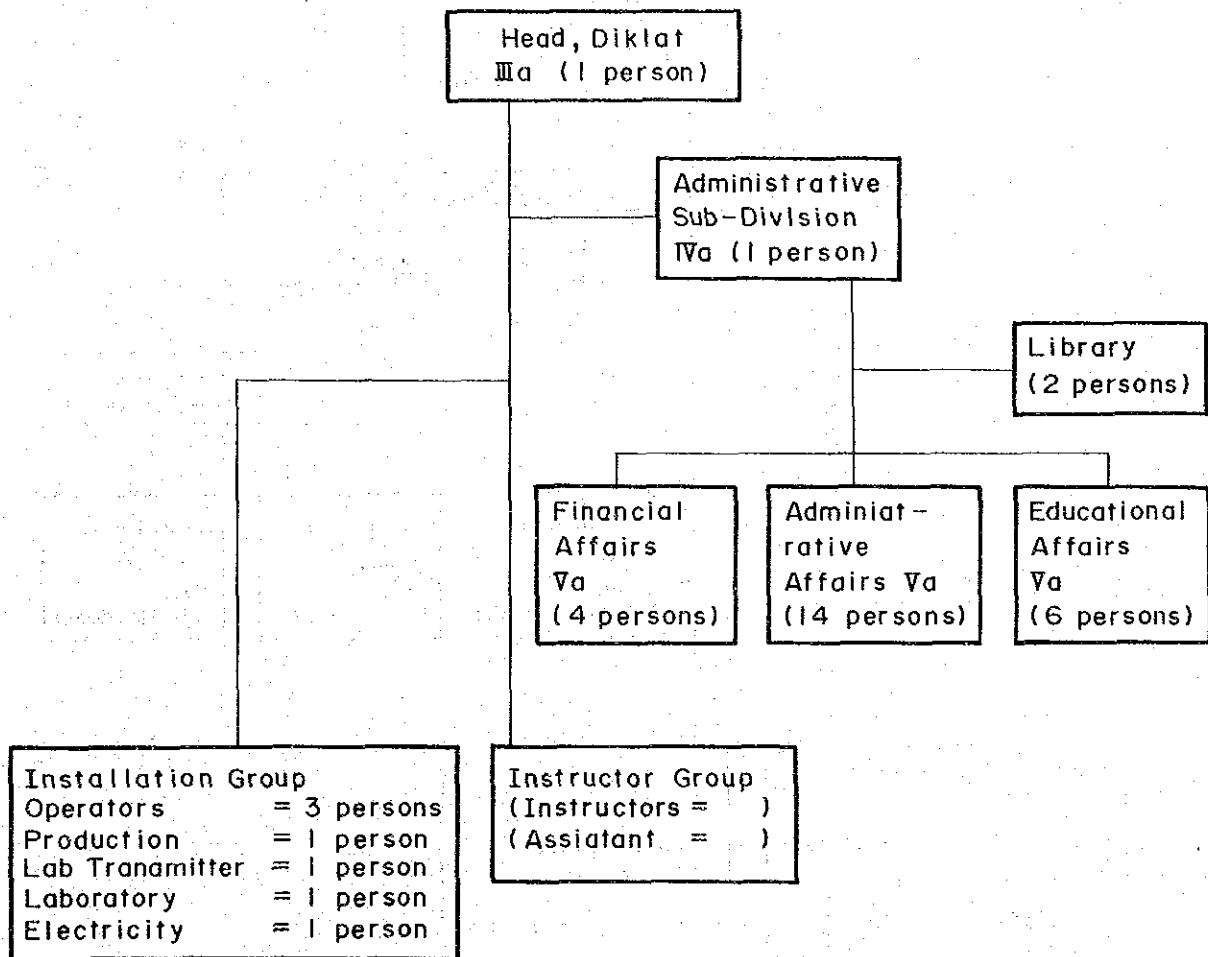 Head, Diklat
Ⅲa (1 person)
Administrative
Sub-Division
Ⅳa (1 person)
Library
(2 persons)
Financial
Affairs
Ⅴa
(4 persons)
Adminiat-
rative
Affairs Ⅴa
(14 persons)
Educational
Affairs
Ⅴa
(6 persons)
Installation Group
Operators = 3 persons
Production = 1 person
Lab Tranamitter = 1 person
Laboratory = 1 person
Electricity = 1 person
Instructor Group
(Instructors = )
(Assiatant = )